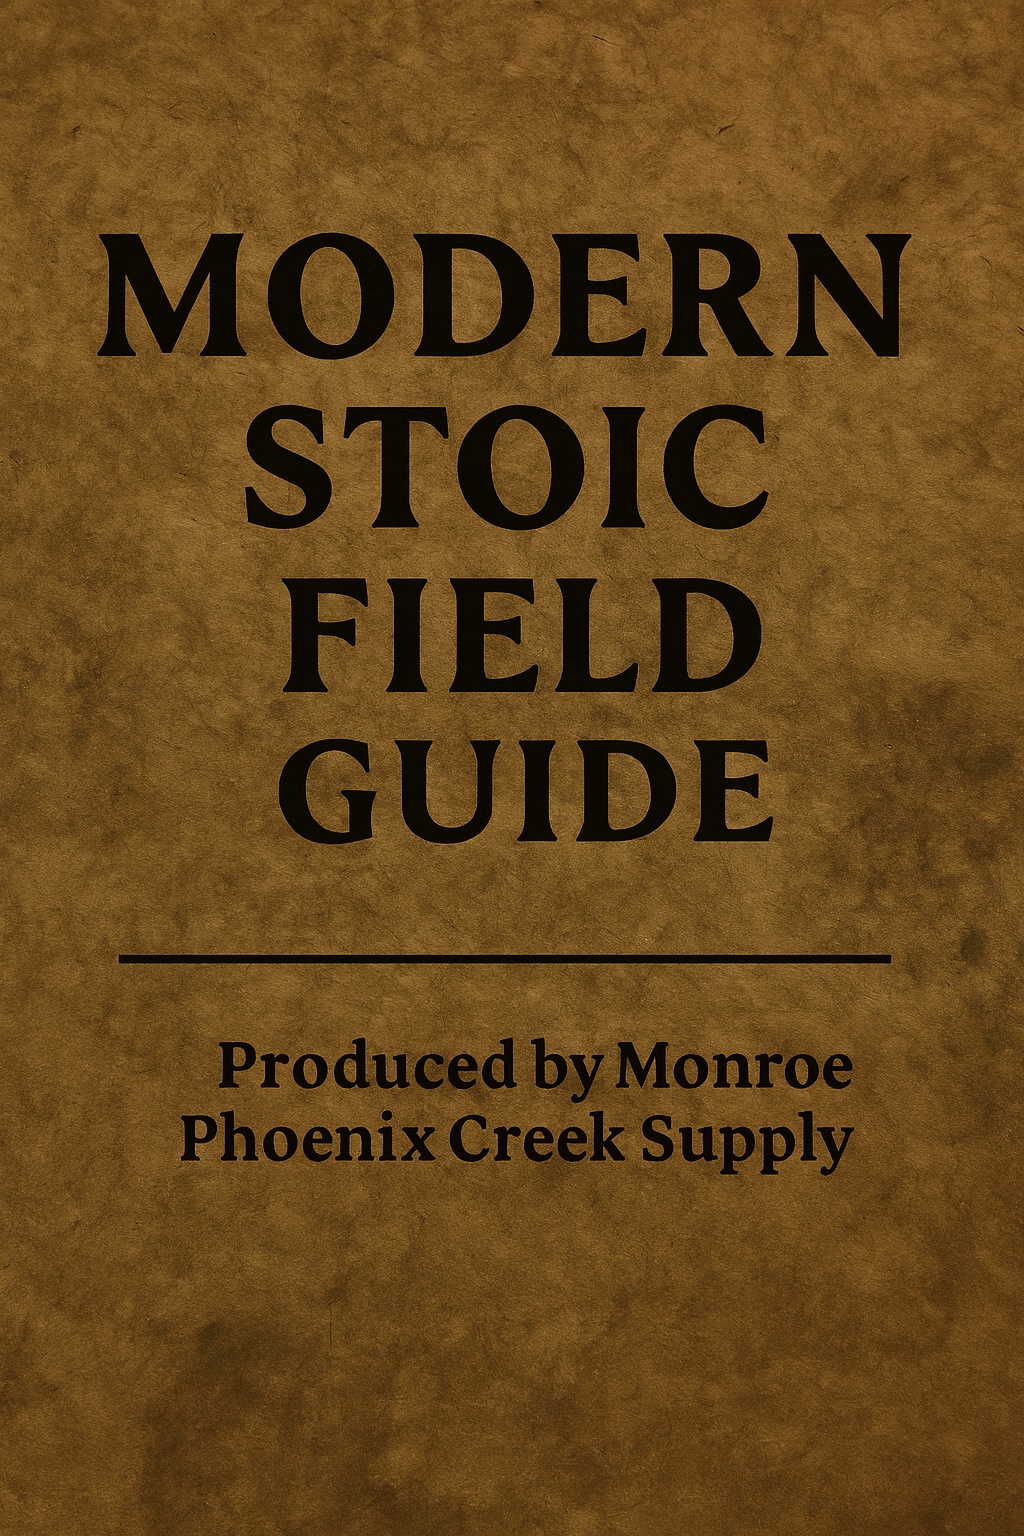 MODERN
STOIC
FIELD
GUIDE
Produced by Monroe
Phoenix Creek Supply